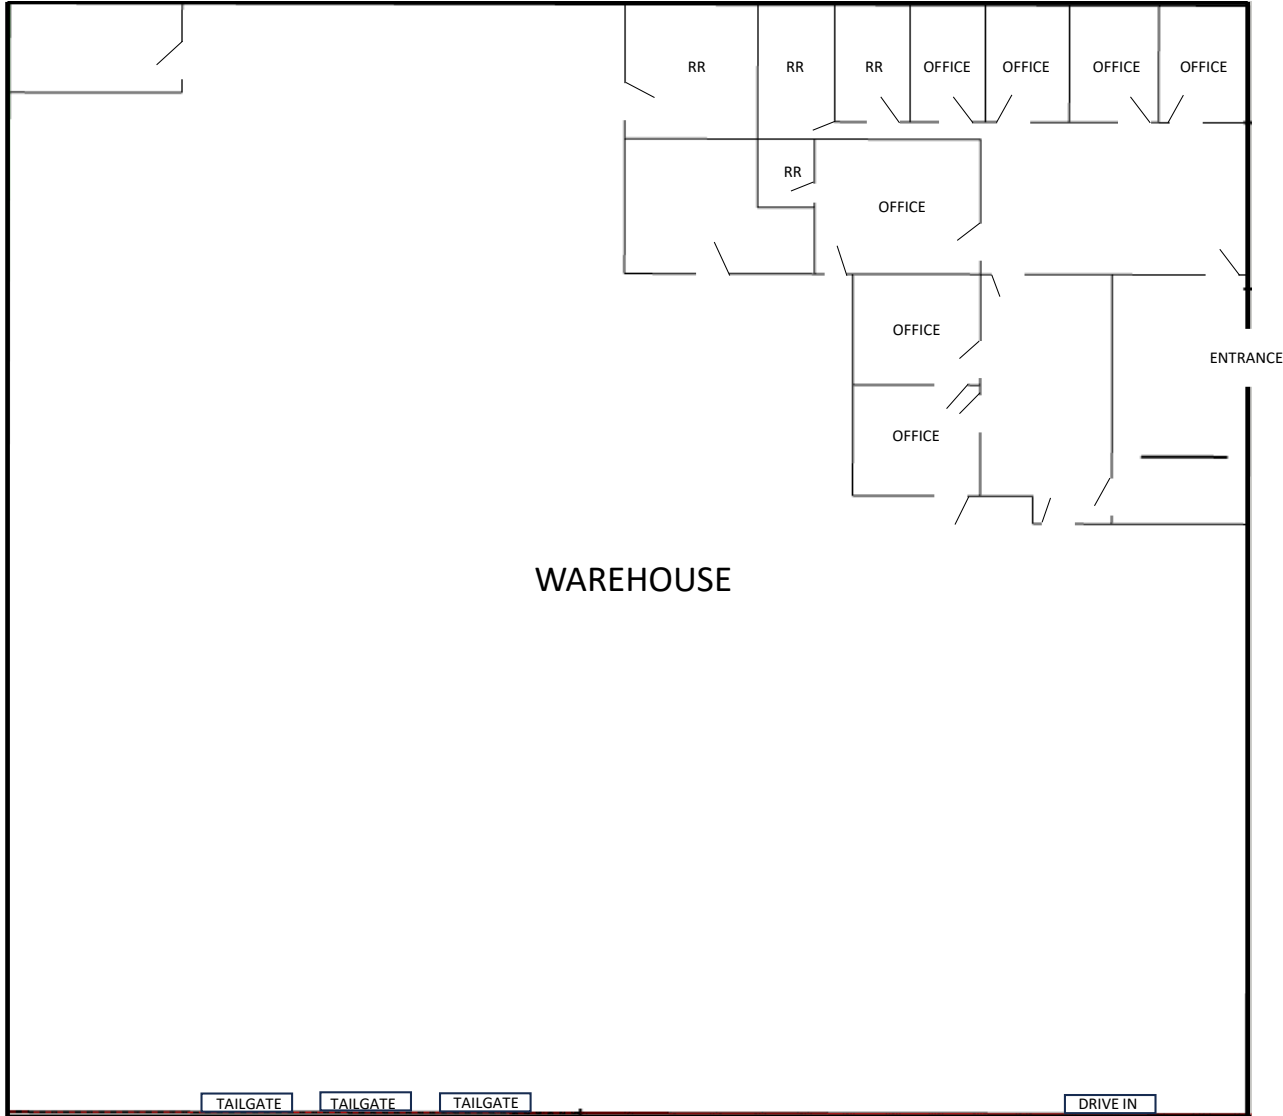 RR
RR
RR
OFFICE
OFFICE
OFFICE
OFFICE
RR
OFFICE
OFFICE
ENTRANCE
OFFICE
WAREHOUSE
TAILGATE
TAILGATE
TAILGATE
DRIVE IN